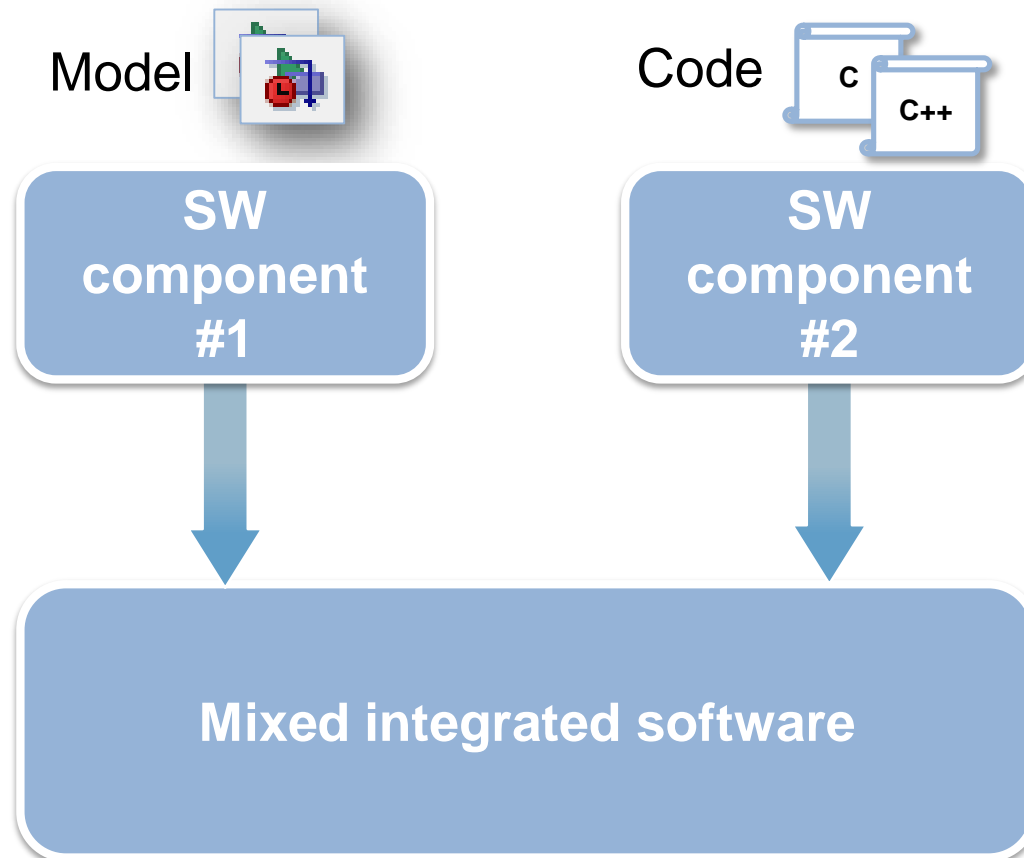 Model
Code
C
C++
SW
component
#1
SW
component
#2
Mixed integrated software